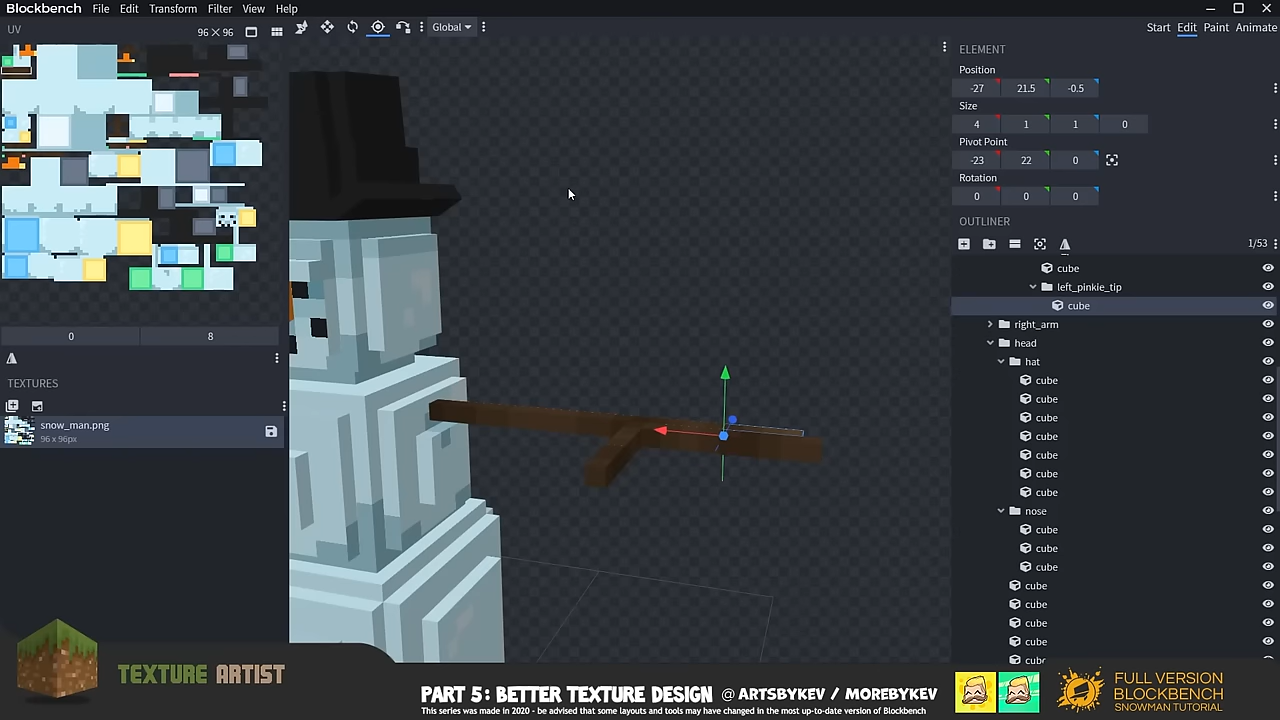 Blockbench File Edit Transform Filter View Help
UV 96 × 96 Global Start Edit Paint Animate
ELEMENT
Position
-27 21.5 -0.5
Size
4 1 1 0
Pivot Point
-23 22 0
Rotation
0 0 0
OUTLINER
1/53
cube
left_pinkie_tip
cube
right_arm
head
hat
cube
cube
cube
cube
cube
cube
cube
nose
cube
cube
cube
cube
cube
cube
cube
cube
0 8
TEXTURES
snow_man.png
96 x 96px
TEXTURE ARTIST
PART 5: BETTER TEXTURE DESIGN @ARTSBYKEV / MOREBYKEV
This series was made in 2020 - be advised that some layouts and tools may have changed in the most up-to-date version of Blockbench
FULL VERSION
BLOCKBENCH
SNOWMAN TUTORIAL